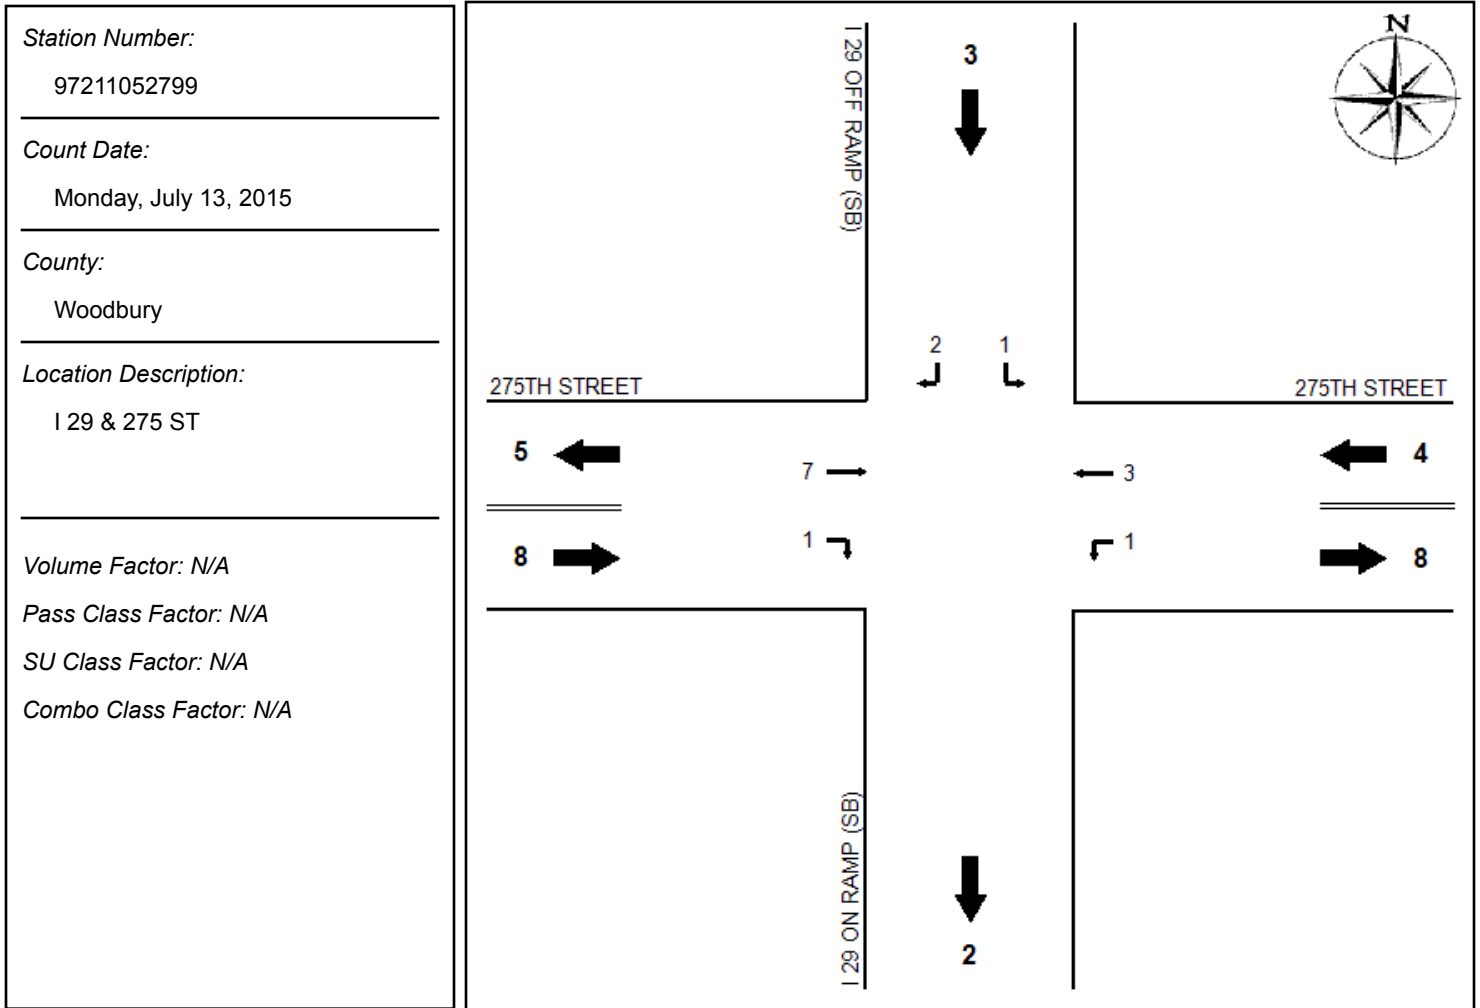 Station Number:
97211052799
Count Date:
Monday, July 13, 2015
County:
Woodbury
Location Description:
I 29 & 275 ST
Volume Factor: N/A
Pass Class Factor: N/A
SU Class Factor: N/A
Combo Class Factor: N/A
N
I 29 OFF RAMP (SB)
3
2 1
275TH STREET
275TH STREET
5
4
7
3
1
1
8
8
I 29 ON RAMP (SB)
2